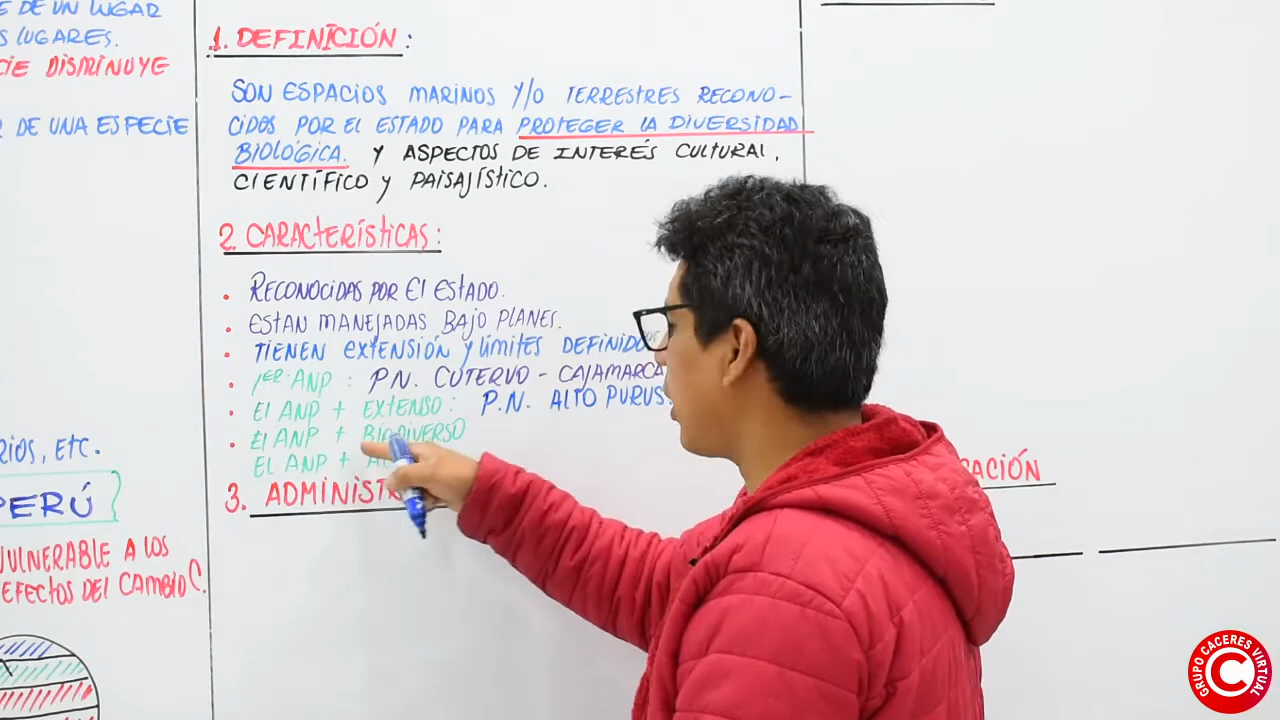 E DE UN LUGAR
S LUGARES.
CIE DISMINUYE
DE UNA ESPECIE
RIOS, ETC.
PERÚ
VULNERABLE A LOS
EFECTOS DEL CAMBIO C.
1. DEFINICIÓN:
SON ESPACIOS MARINOS Y/O TERRESTRES RECONO-
CIDOS POR EL ESTADO PARA PROTEGER LA DIVERSIDAD
BIOLÓGICA. Y ASPECTOS DE INTERÉS CULTURAL,
CIENTÍFICO Y PAISAJÍSTICO.
2. CARACTERÍSTICAS:
• RECONOCIDAS POR El ESTADO.
• ESTAN MANEJADAS BAJO PLANES.
• TIENEN EXTENSIÓN Y LÍMITES DEFINIDOS
• 1ER. ANP : P.N. CUTERVO - CAJAMARCA
• El ANP + EXTENSO: P.N. ALTO PURUS.
• El ANP + BIODIVERSO
EL ANP +
3. ADMINISTR
CACIÓN
GRUPO CACERES VIRTUAL
C